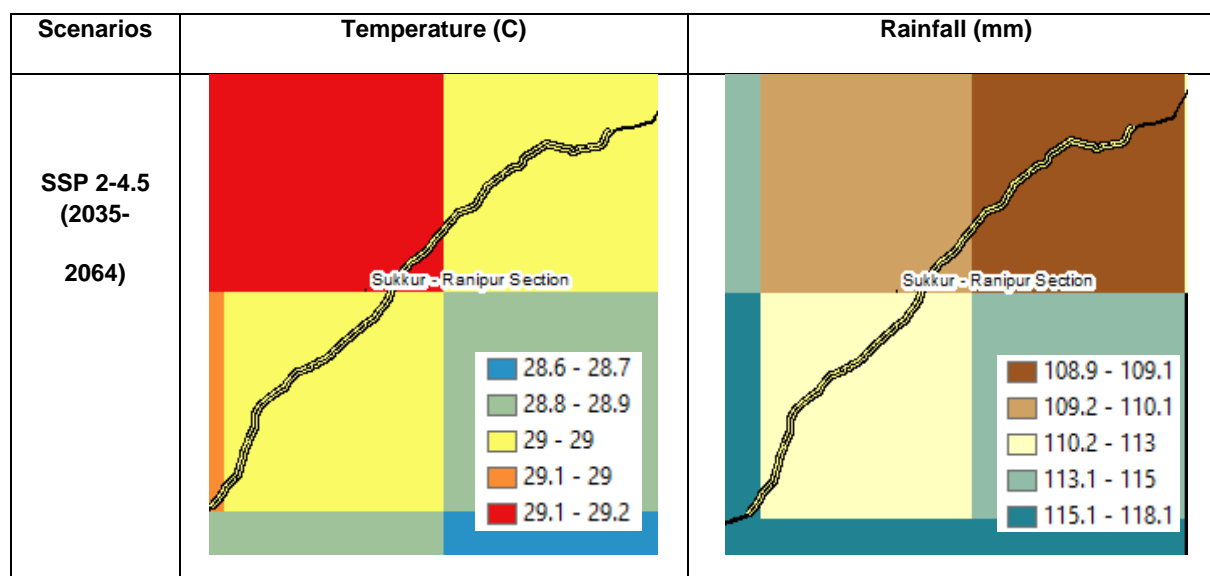 Scenarios
Temperature (C)
Rainfall (mm)
SSP 2-4.5
(2035-
2064)
Sukkur - Ranipur Section
28.6 - 28.7
28.8 - 28.9
29 - 29
29.1 - 29
29.1 - 29.2
Sukkur - Ranipur Section
108.9 - 109.1
109.2 - 110.1
110.2 - 113
113.1 - 115
115.1 - 118.1